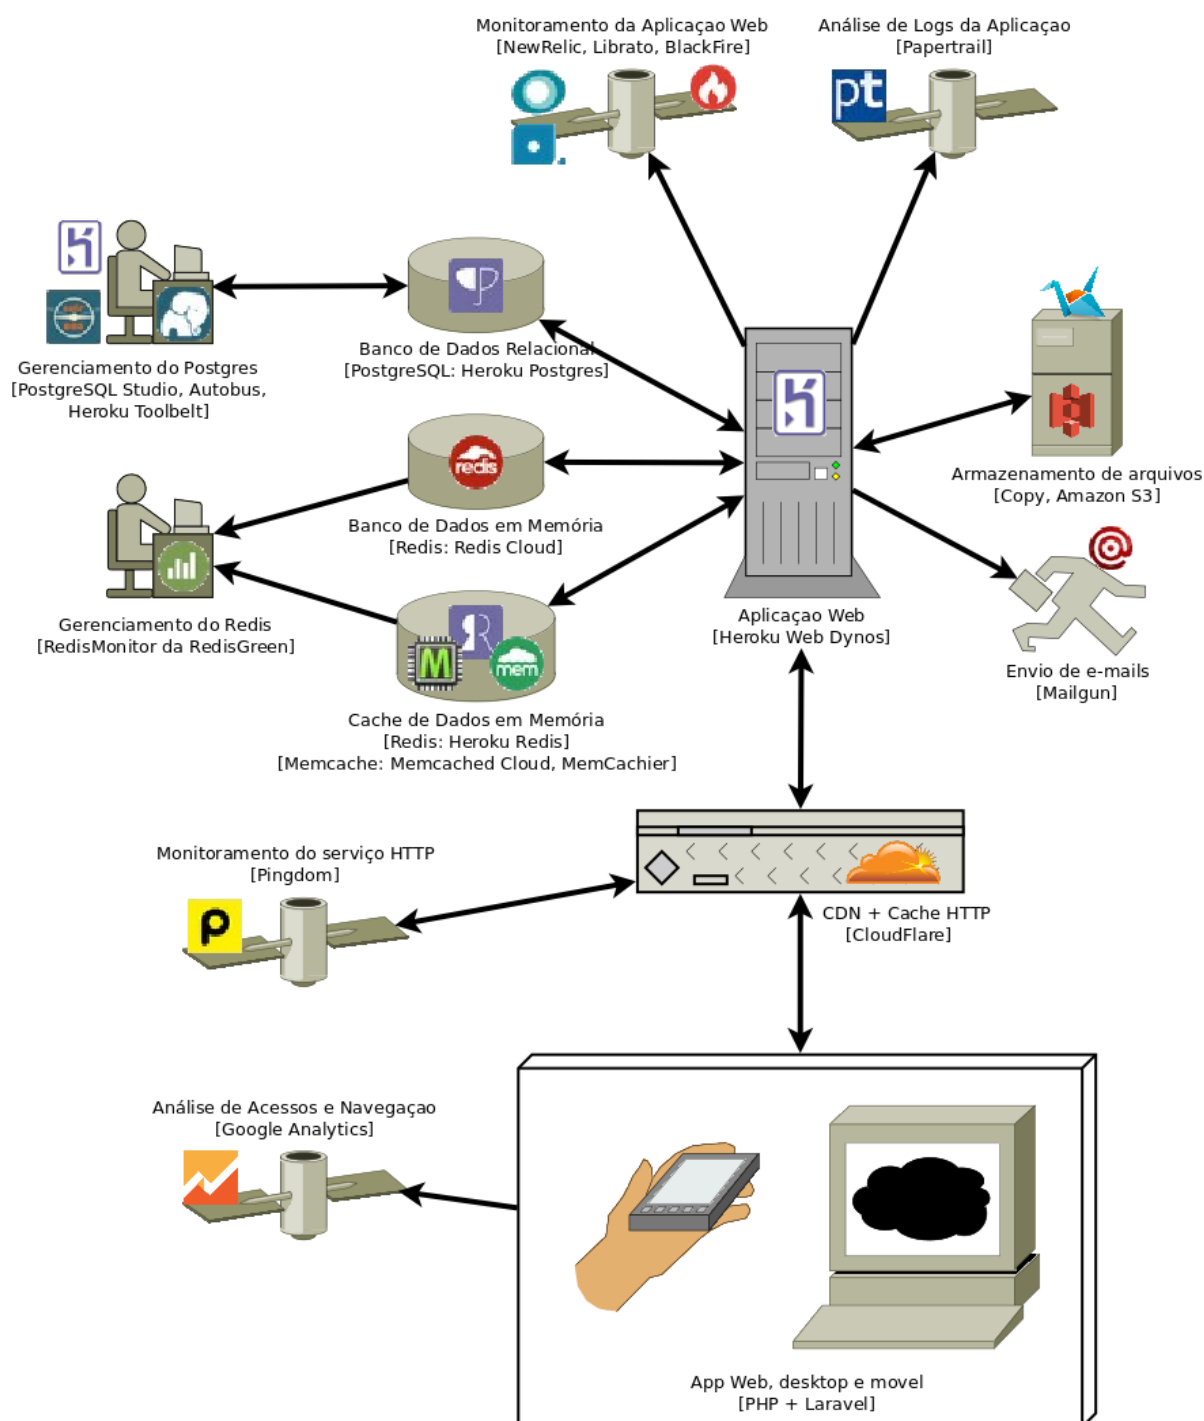 Monitoramento da Aplicaçao Web
[NewRelic, Librato, BlackFire]
Análise de Logs da Aplicaçao
[Papertrail]
pt
Gerenciamento do Postgres
[PostgreSQL Studio, Autobus,
Heroku Toolbelt]
Banco de Dados Relacional
[PostgreSQL: Heroku Postgres]
Armazenamento de arquivos
[Copy, Amazon S3]
redis
Banco de Dados em Memória
[Redis: Redis Cloud]
Gerenciamento do Redis
[RedisMonitor da RedisGreen]
Aplicaçao Web
[Heroku Web Dynos]
Envio de e-mails
[Mailgun]
R
M
mem
Cache de Dados em Memória
[Redis: Heroku Redis]
[Memcache: Memcached Cloud, MemCachier]
Monitoramento do serviço HTTP
[Pingdom]
CDN + Cache HTTP
[CloudFlare]
Análise de Acessos e Navegaçao
[Google Analytics]
App Web, desktop e movel
[PHP + Laravel]